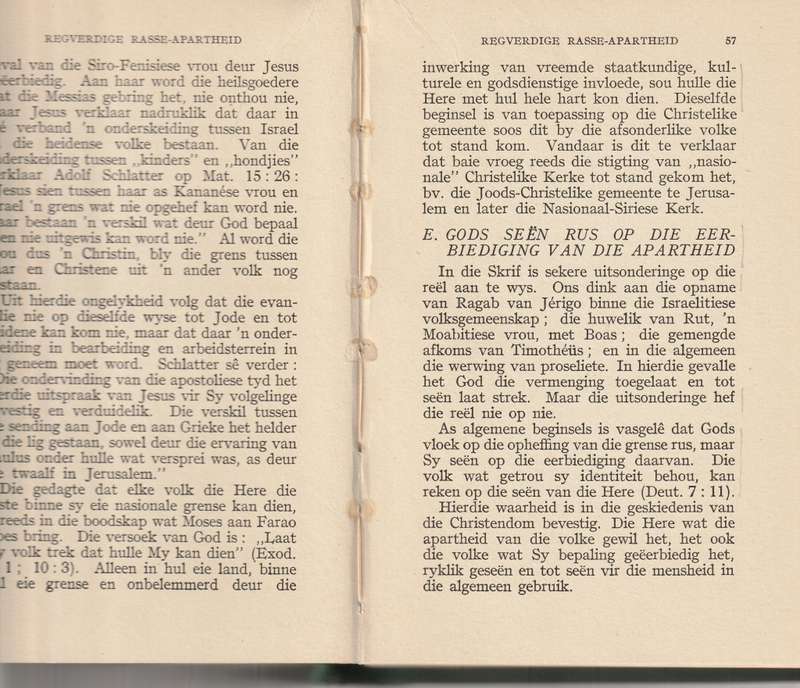 REGVERDIGE RASSE-APARTHEID
van die Siro-Fenisiese vrou deur Jesus
Aan haar word die heilsgoedere
die Messias gebring het, nie onthou nie,
Jesus verklaar nadruklik dat daar in
verband 'n onderskeiding tussen Israel
die heidense volke bestaan. Van die
tussen „kinders” en „hondjies”
Adolf Schlatter op Mat. 15 : 26 :
sien tussen haar as Kananése vrou en
'n grens wat nie opgehef kan word nie.
bestaan 'n verskil wat deur God bepaal
en nie uitgewis kan word nie.” Al word die
dus 'n Christin, bly die grens tussen
en Christene uit 'n ander volk nog
Uit hierdie ongelykheid volg dat die evan-
nie op dieselfde wyse tot Jode en tot
kan kom nie, maar dat daar 'n onder-
in bearbeiding en arbeidsterrein in
geneem moet word. Schlatter sê verder :
ondervinding van die apostoliese tyd het
uitspraak van Jesus vir Sy volgelinge
en verduidelik. Die verskil tussen
sending aan Jode en aan Grieke het helder
die lig gestaan, sowel deur die ervaring van
onder hulle wat versprei was, as deur
twaalf in Jerusalem.”
Die gedagte dat elke volk die Here die
binne sy eie nasionale grense kan dien,
reeds in die boodskap wat Moses aan Farao
bring. Die versoek van God is : „Laat
volk trek dat hulle My kan dien” (Exod.
1 ; 10 : 3). Alleen in hul eie land, binne
eie grense en onbelemmerd deur die
REGVERDIGE RASSE-APARTHEID 57
inwerking van vreemde staatkundige, kul-
turele en godsdienstige invloede, sou hulle die
Here met hul hele hart kon dien. Dieselfde
beginsel is van toepassing op die Christelike
gemeente soos dit by die afsonderlike volke
tot stand kom. Vandaar is dit te verklaar
dat baie vroeg reeds die stigting van „nasio-
nale” Christelike Kerke tot stand gekom het,
bv. die Joods-Christelike gemeente te Jerusa-
lem en later die Nasionaal-Siriese Kerk.
E. GODS SEËN RUS OP DIE EER-
BIEDIGING VAN DIE APARTHEID
In die Skrif is sekere uitsonderinge op die
reël aan te wys. Ons dink aan die opname
van Ragab van Jérigo binne die Israelitiese
volksgemeenskap ; die huwelik van Rut, 'n
Moabitiese vrou, met Boas ; die gemengde
afkoms van Timothéüs ; en in die algemeen
die werwing van proseliete. In hierdie gevalle
het God die vermenging toegelaat en tot
seën laat strek. Maar die uitsonderinge hef
die reël nie op nie.
As algemene beginsels is vasgelê dat Gods
vloek op die opheffing van die grense rus, maar
Sy seën op die eerbiediging daarvan. Die
volk wat getrou sy identiteit behou, kan
reken op die seën van die Here (Deut. 7 : 11).
Hierdie waarheid is in die geskiedenis van
die Christendom bevestig. Die Here wat die
apartheid van die volke gewil het, het ook
die volke wat Sy bepaling geëerbiedig het,
ryklik geseën en tot seën vir die mensheid in
die algemeen gebruik.